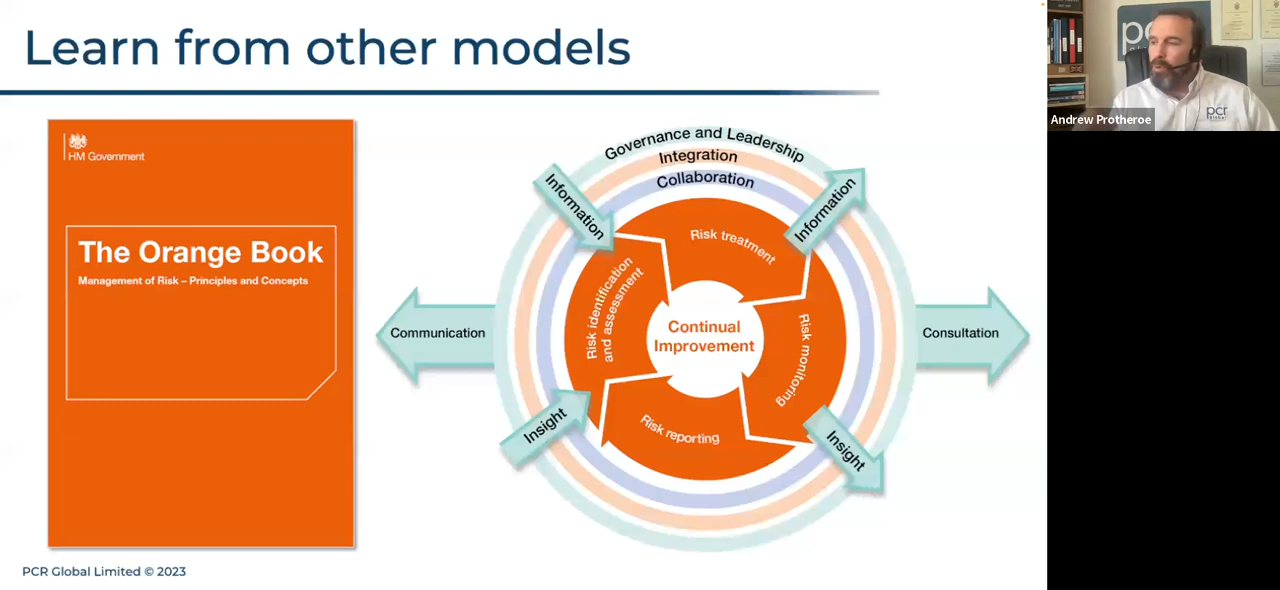 Learn from other models
HM Government
The Orange Book
Management of Risk – Principles and Concepts
Governance and Leadership
Integration
Collaboration
Information
Information
Risk treatment
Risk identification
and assessment
Continual
Improvement
Risk monitoring
Risk reporting
Communication
Consultation
Insight
Insight
PCR Global Limited © 2023
pcr
Andrew Protheroe